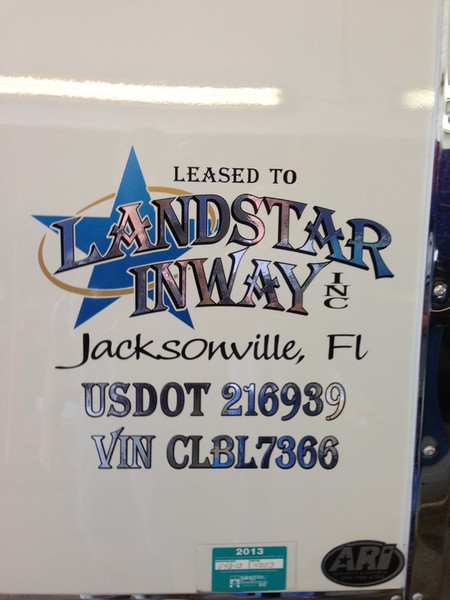 LEASED TO
LANDSTAR
INWAY INC
Jacksonville, Fl
USDOT 216939
VIN CLBL7366
2013
ARI